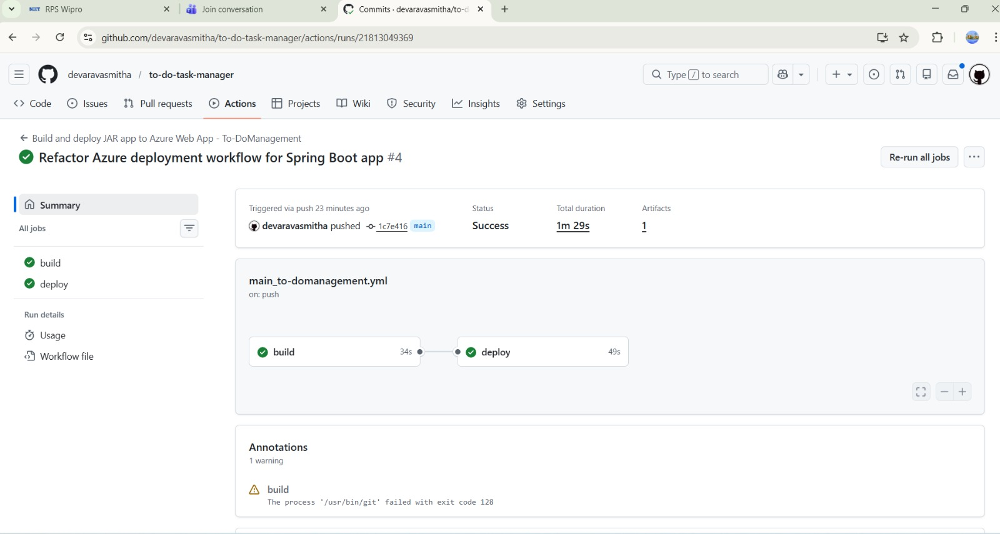 NIIT RPS Wipro
Join conversation
Commits · devaravasmitha/to-d
github.com/devaravasmitha/to-do-task-manager/actions/runs/21813049369
devaravasmitha / to-do-task-manager
Type / to search
Code
Issues
Pull requests
Actions
Projects
Wiki
Security
Insights
Settings
Build and deploy JAR app to Azure Web App - To-DoManagement
Refactor Azure deployment workflow for Spring Boot app #4
Re-run all jobs
Summary
All jobs
build
deploy
Run details
Usage
Workflow file
Triggered via push 23 minutes ago
devaravasmitha pushed 1c7e416 main
Status
Success
Total duration
1m 29s
Artifacts
1
main_to-domanagement.yml
on: push
build 34s
deploy 49s
Annotations
1 warning
build
The process '/usr/bin/git' failed with exit code 128